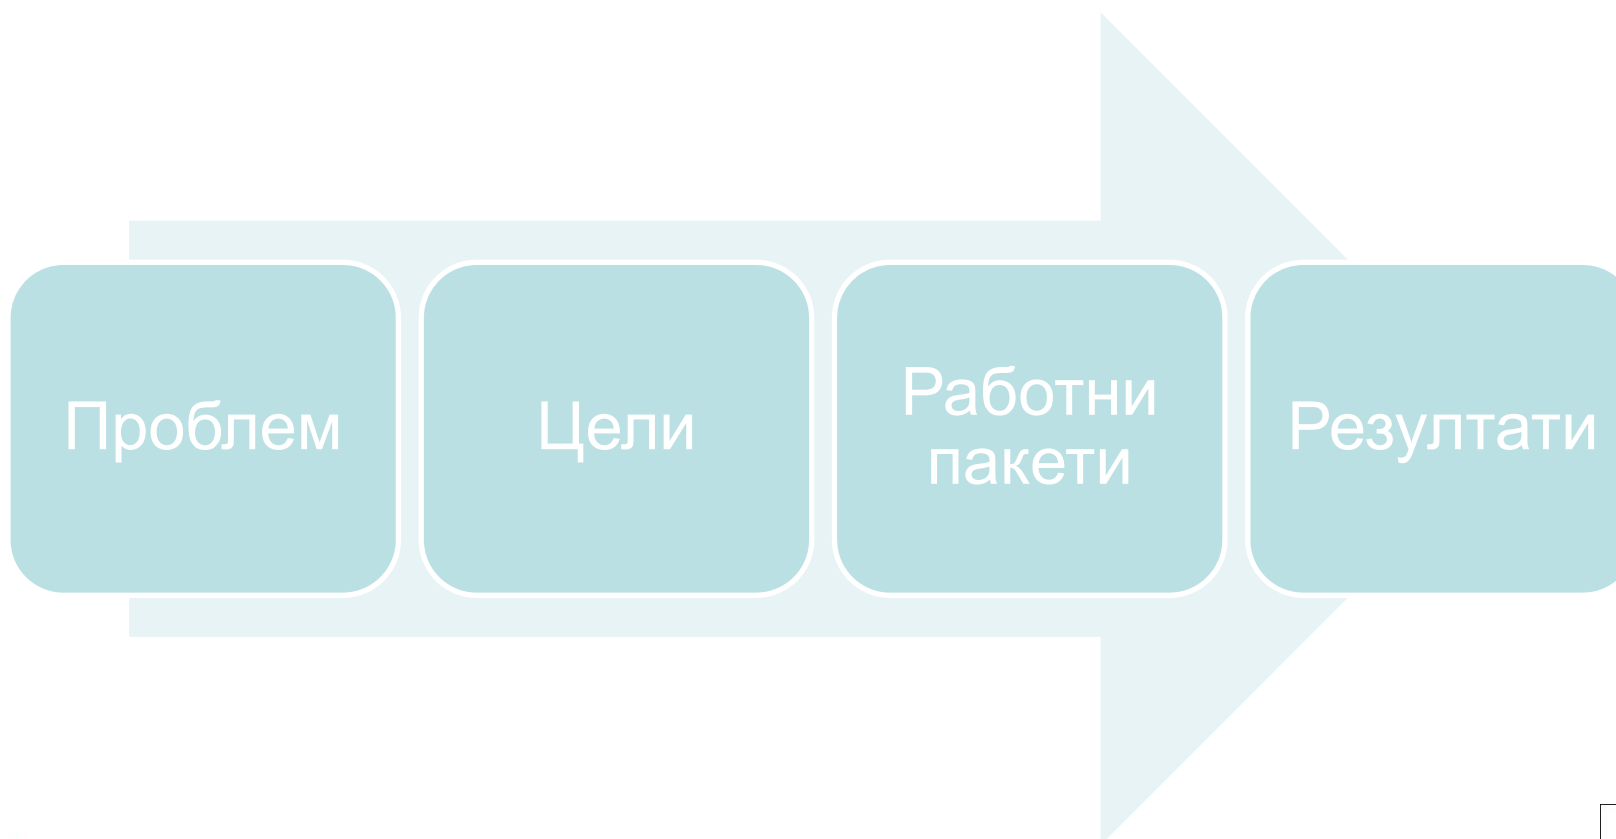 Проблем
Цели
Работни
пакети
Резултати